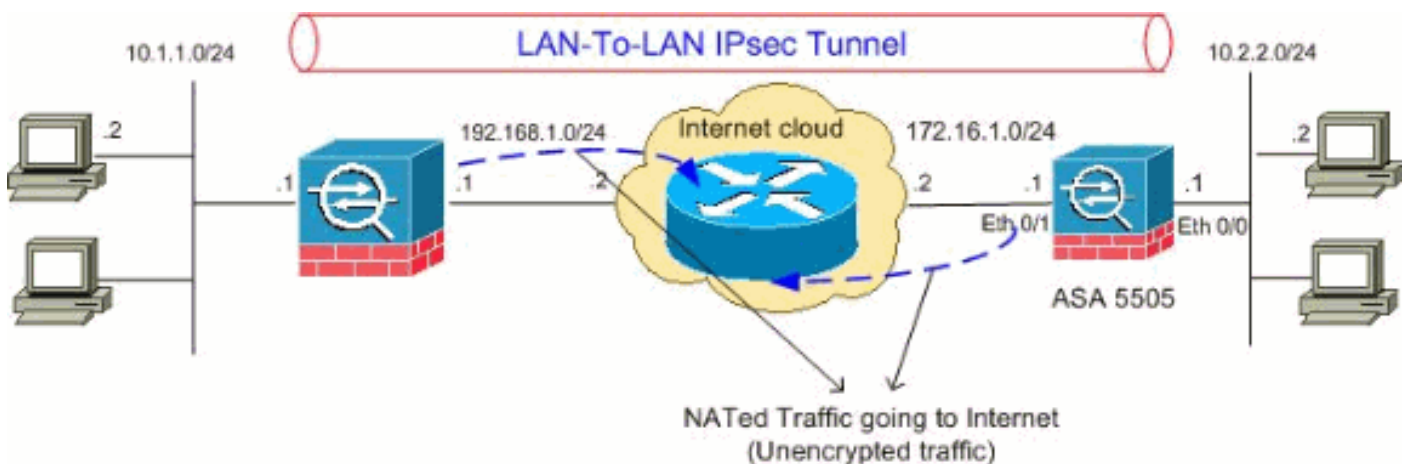 LAN-To-LAN IPsec Tunnel
10.1.1.0/24
10.2.2.0/24
192.168.1.0/24
Internet cloud
172.16.1.0/24
.2
.1
.1
.2
.2
.1
.1
.2
Eth 0/1
Eth 0/0
ASA 5505
NATed Traffic going to Internet
(Unencrypted traffic)